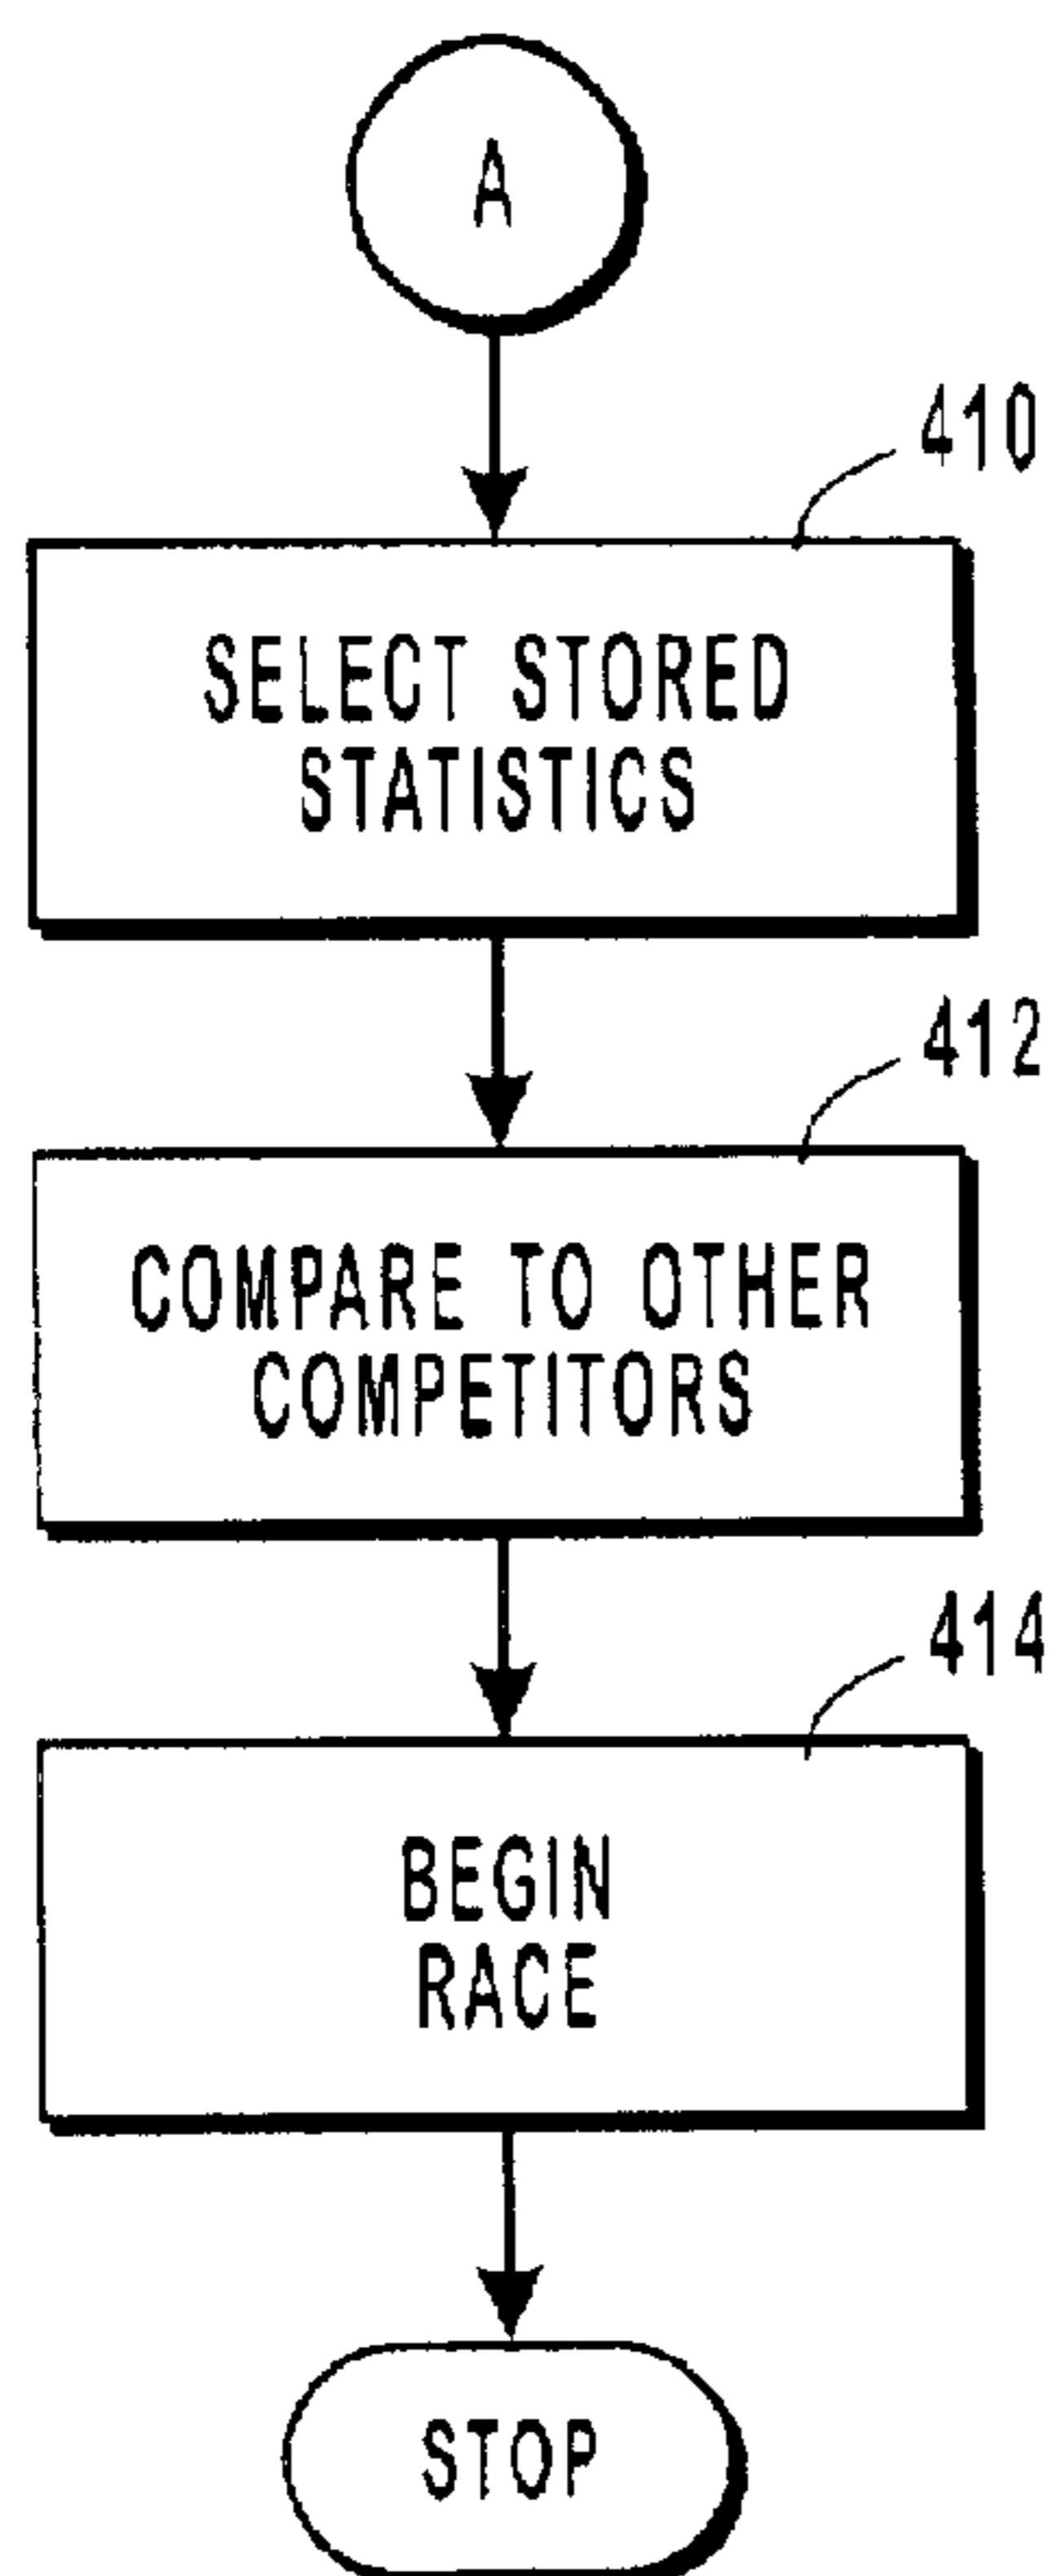 A
410
SELECT STORED
STATISTICS
412
COMPARE TO OTHER
COMPETITORS
414
BEGIN
RACE
STOP